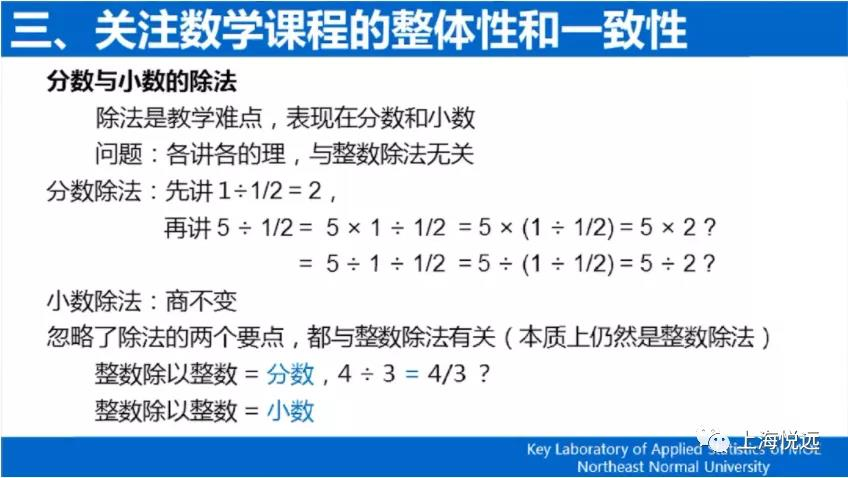 三、关注数学课程的整体性和一致性
分数与小数的除法
除法是教学难点，表现在分数和小数
问题：各讲各的理，与整数除法无关
分数除法：先讲1÷1/2 = 2，
再讲 5 ÷ 1/2 = 5 × 1 ÷ 1/2 = 5 × (1 ÷ 1/2) = 5 × 2？
= 5 ÷ 1 ÷ 1/2 = 5 ÷ (1 ÷ 1/2) = 5 ÷ 2？
小数除法：商不变
忽略了除法的两个要点，都与整数除法有关（本质上仍然是整数除法）
整数除以整数 = 分数，4 ÷ 3 = 4/3 ？
整数除以整数 = 小数
上海悦远
Key Laboratory of Applied Statistics of MOE
Northeast Normal University